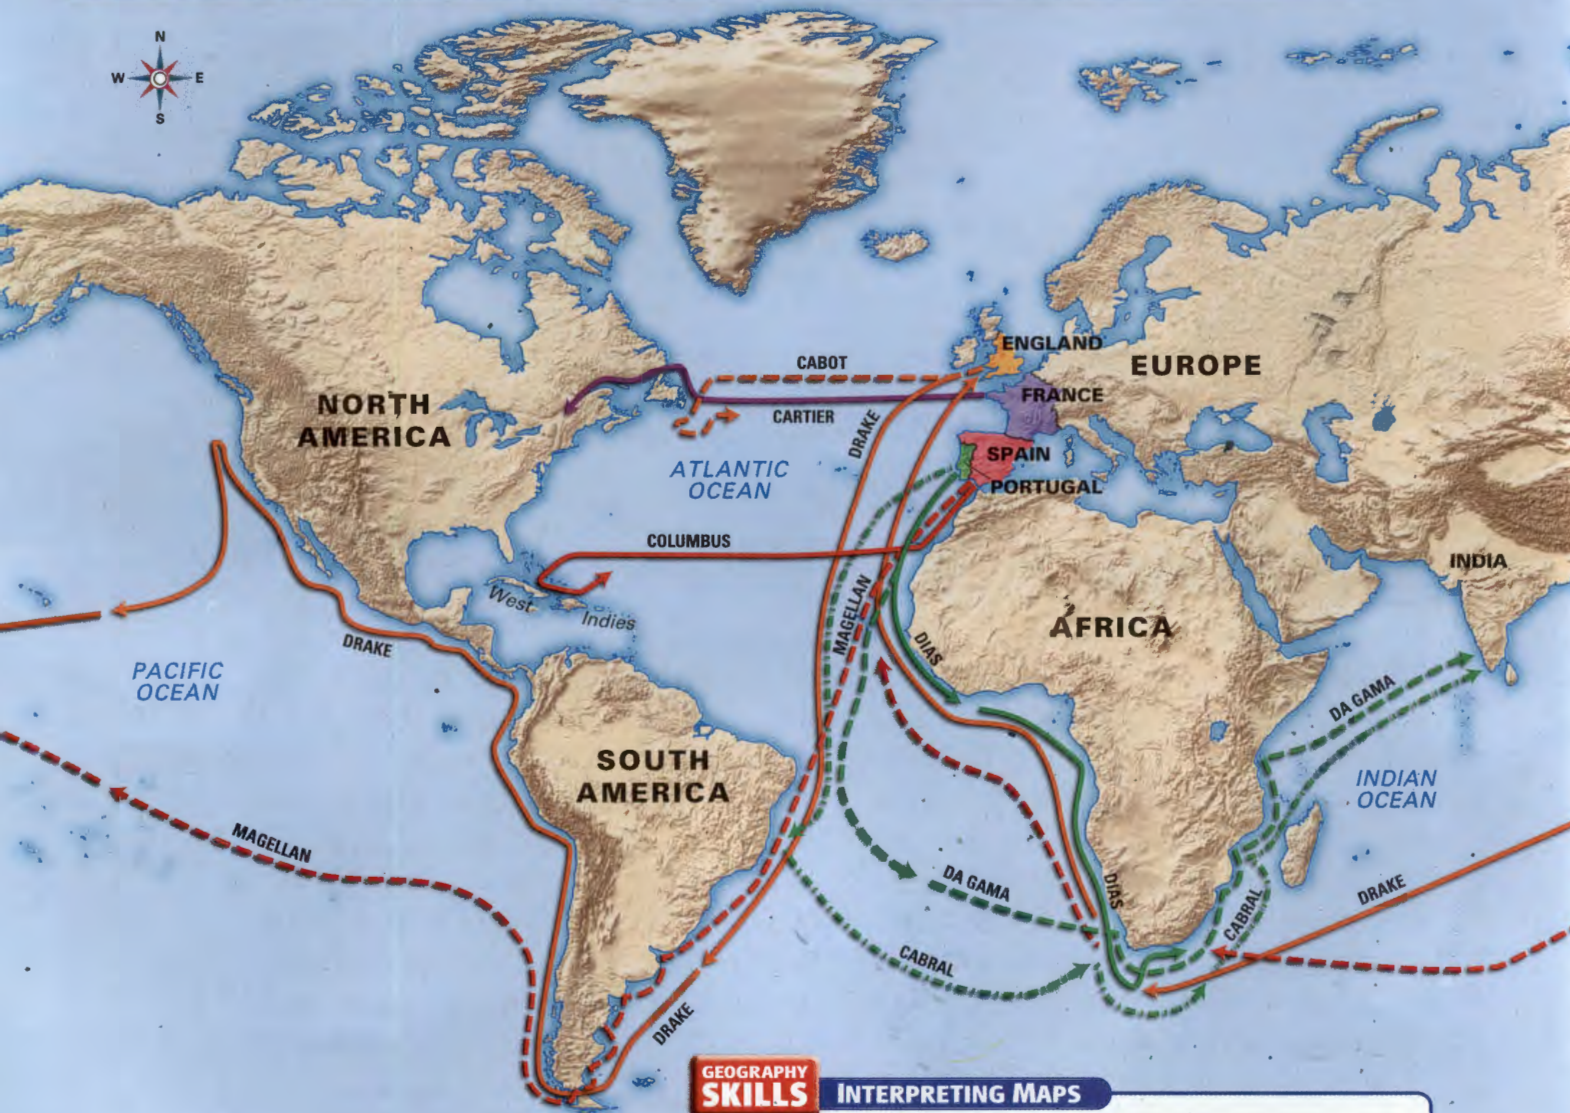 N
W
E
S
ENGLAND
EUROPE
CABOT
FRANCE
NORTH
AMERICA
CARTIER
DRAKE
SPAIN
ATLANTIC
OCEAN
PORTUGAL
COLUMBUS
INDIA
West
Indies
MAGELLAN
AFRICA
DIAS
DRAKE
PACIFIC
OCEAN
DA GAMA
SOUTH
AMERICA
INDIAN
OCEAN
MAGELLAN
DA GAMA
DIAS
DRAKE
CABRAL
CABRAL
DRAKE
GEOGRAPHY
SKILLS
INTERPRETING MAPS